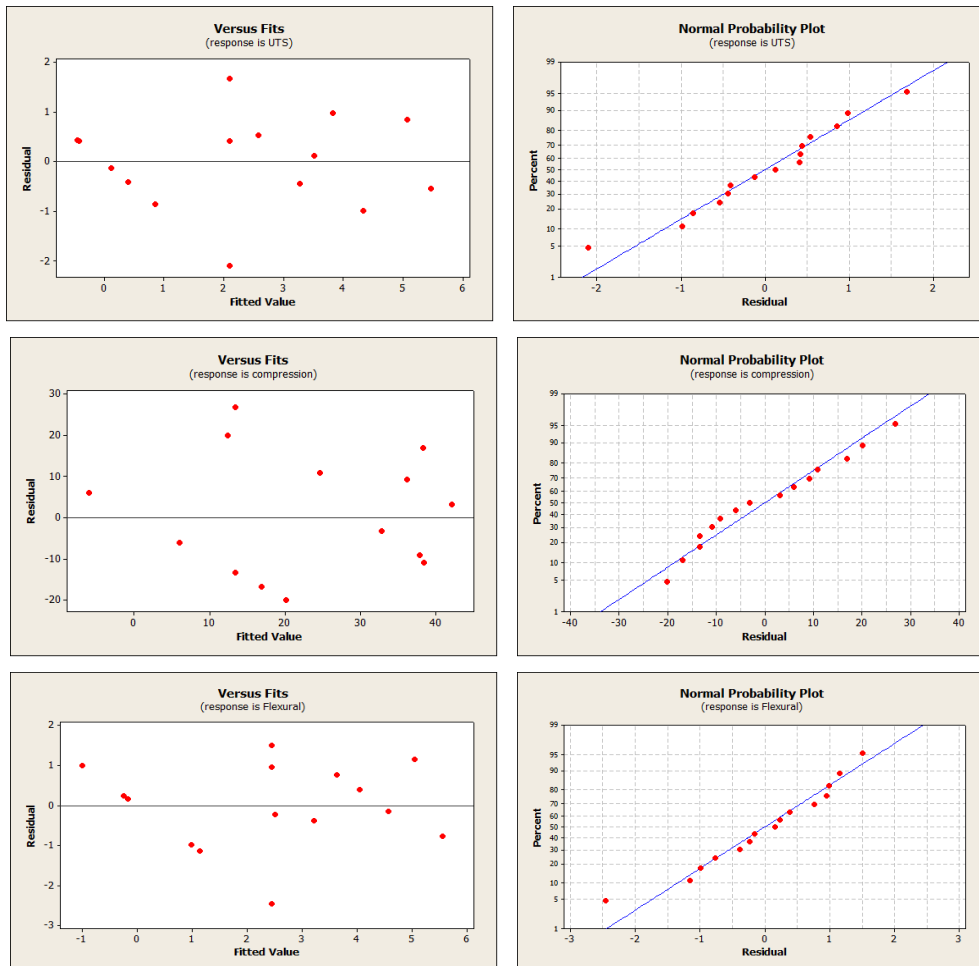 Versus Fits
(response is UTS)
2
1
0
-1
-2
Residual
0 1 2 3 4 5 6
Fitted Value
Normal Probability Plot
(response is UTS)
99
95
90
80
70
60
50
40
30
20
10
5
1
Percent
-2 -1 0 1 2
Residual
Versus Fits
(response is compression)
30
20
10
0
-10
-20
Residual
0 10 20 30 40
Fitted Value
Normal Probability Plot
(response is compression)
99
95
90
80
70
60
50
40
30
20
10
5
1
Percent
-40 -30 -20 -10 0 10 20 30 40
Residual
Versus Fits
(response is Flexural)
2
1
0
-1
-2
-3
Residual
-1 0 1 2 3 4 5 6
Fitted Value
Normal Probability Plot
(response is Flexural)
99
95
90
80
70
60
50
40
30
20
10
5
1
Percent
-3 -2 -1 0 1 2 3
Residual